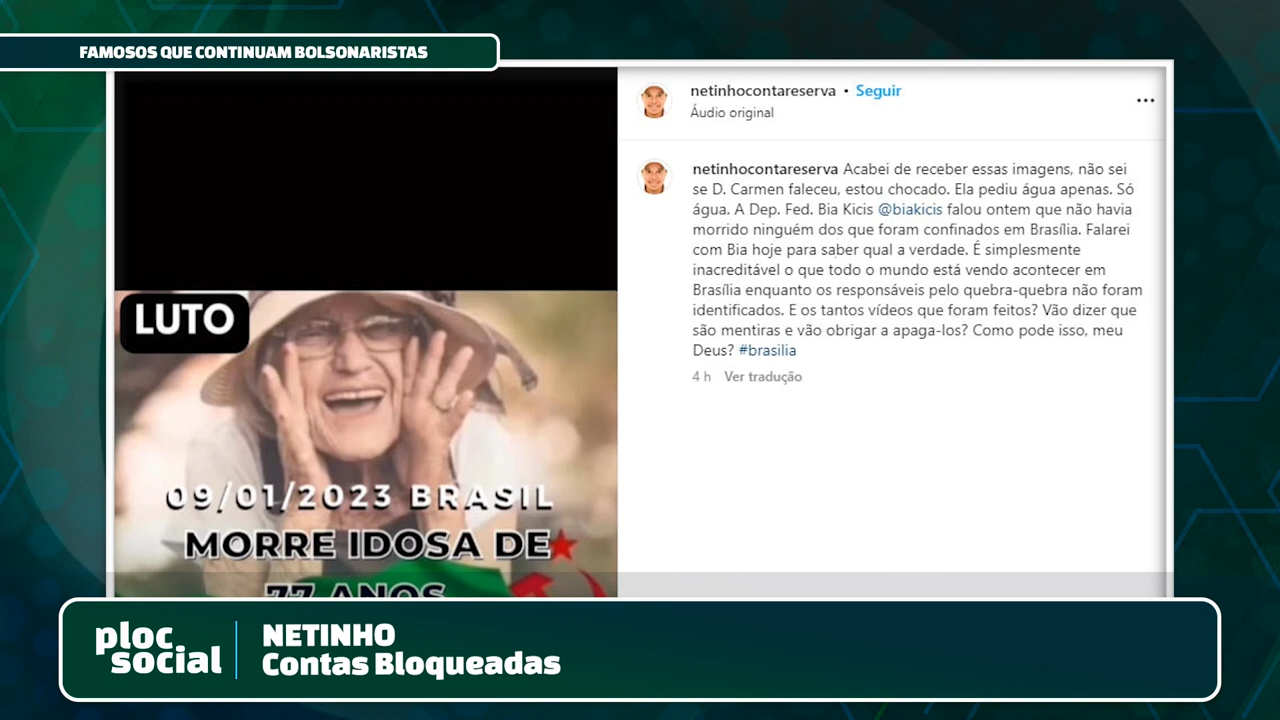 FAMOSOS QUE CONTINUAM BOLSONARISTAS
netinhocontareserva • Seguir
Áudio original
netinhocontareserva Acabei de receber essas imagens, não sei
se D. Carmen faleceu, estou chocado. Ela pediu água apenas. Só
água. A Dep. Fed. Bia Kicis @biakicis falou ontem que não havia
morrido ninguém dos que foram confinados em Brasília. Falarei
com Bia hoje para saber qual a verdade. É simplesmente
inacreditável o que todo o mundo está vendo acontecer em
Brasília enquanto os responsáveis pelo quebra-quebra não foram
identificados. E os tantos vídeos que foram feitos? Vão dizer que
são mentiras e vão obrigar a apaga-los? Como pode isso, meu
Deus? #brasilia
4 h Ver tradução
LUTO
09/01/2023 BRASIL
MORRE IDOSA DE
77 ANOS
ploc
social
NETINHO
Contas Bloqueadas